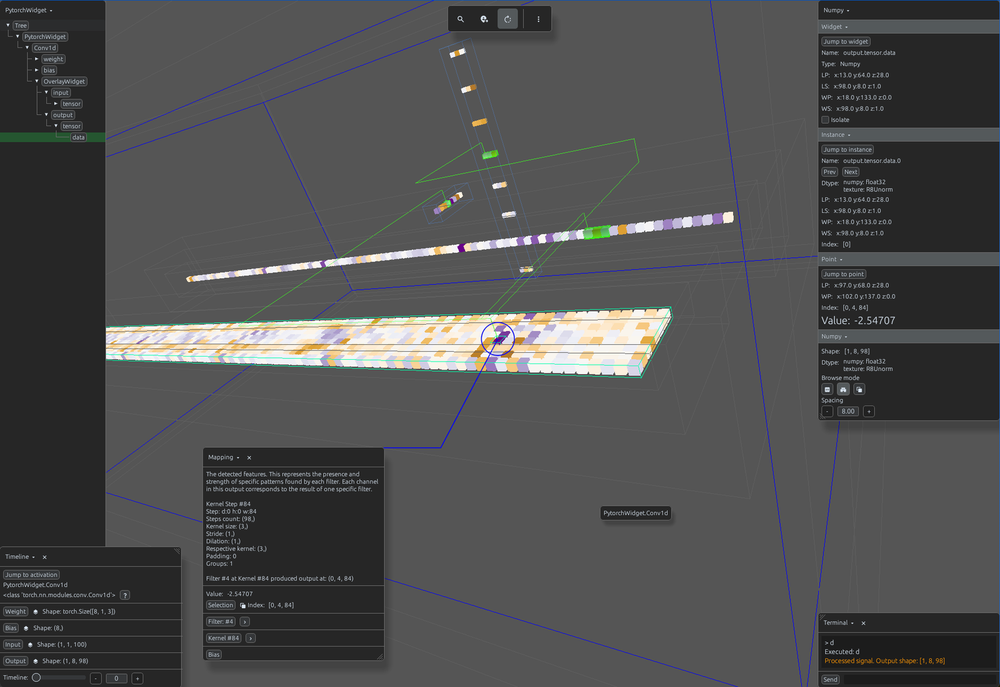 PytorchWidget
Tree
PytorchWidget
Conv1d
weight
bias
OverlayWidget
input
tensor
output
tensor
data
Numpy
Widget
Jump to widget
Name: output.tensor.data
Type: Numpy
LP: x:13.0 y:64.0 z:28.0
LS: x:98.0 y:8.0 z:1.0
WP: x:18.0 y:133.0 z:0.0
WS: x:98.0 y:8.0 z:1.0
Isolate
Instance
Jump to instance
Name: output.tensor.data.0
Prev Next
Dtype: numpy: float32
texture: RBUnorm
LP: x:13.0 y:64.0 z:28.0
LS: x:98.0 y:8.0 z:1.0
WP: x:18.0 y:133.0 z:0.0
WS: x:98.0 y:8.0 z:1.0
Index: [0]
Point
Jump to point
LP: x:97.0 y:68.0 z:28.0
WP: x:102.0 y:137.0 z:0.0
Index: [0, 4, 84]
Value: -2.54707
Numpy
Shape: [1, 8, 98]
Dtype: numpy: float32
texture: RBUnorm
Browse mode
Spacing
- 8.00 +
Mapping ×
The detected features. This represents the presence and
strength of specific patterns found by each filter. Each channel
in this output corresponds to the result of one specific filter.
Kernel Step #84
Step: d:0 h:0 w:84
Steps count: (98,)
Kernel size: (3,)
Stride: (1,)
Dilation: (1,)
Respective kernel: (3,)
Padding: 0
Groups: 1
Filter #4 at Kernel #84 produced output at: (0, 4, 84)
Value: -2.54707
Selection Index: [0, 4, 84]
Filter: #4 ›
Kernel #84 ›
Bias
PytorchWidget.Conv1d
Timeline ×
Jump to activation
PytorchWidget.Conv1d
<class 'torch.nn.modules.conv.Conv1d'> ?
Weight Shape: torch.Size([8, 1, 3])
Bias Shape: (8,)
Input Shape: (1, 1, 100)
Output Shape: (1, 8, 98)
Timeline: - 0 +
Terminal ×
> d
Executed: d
Processed signal. Output shape: [1, 8, 98]
Send